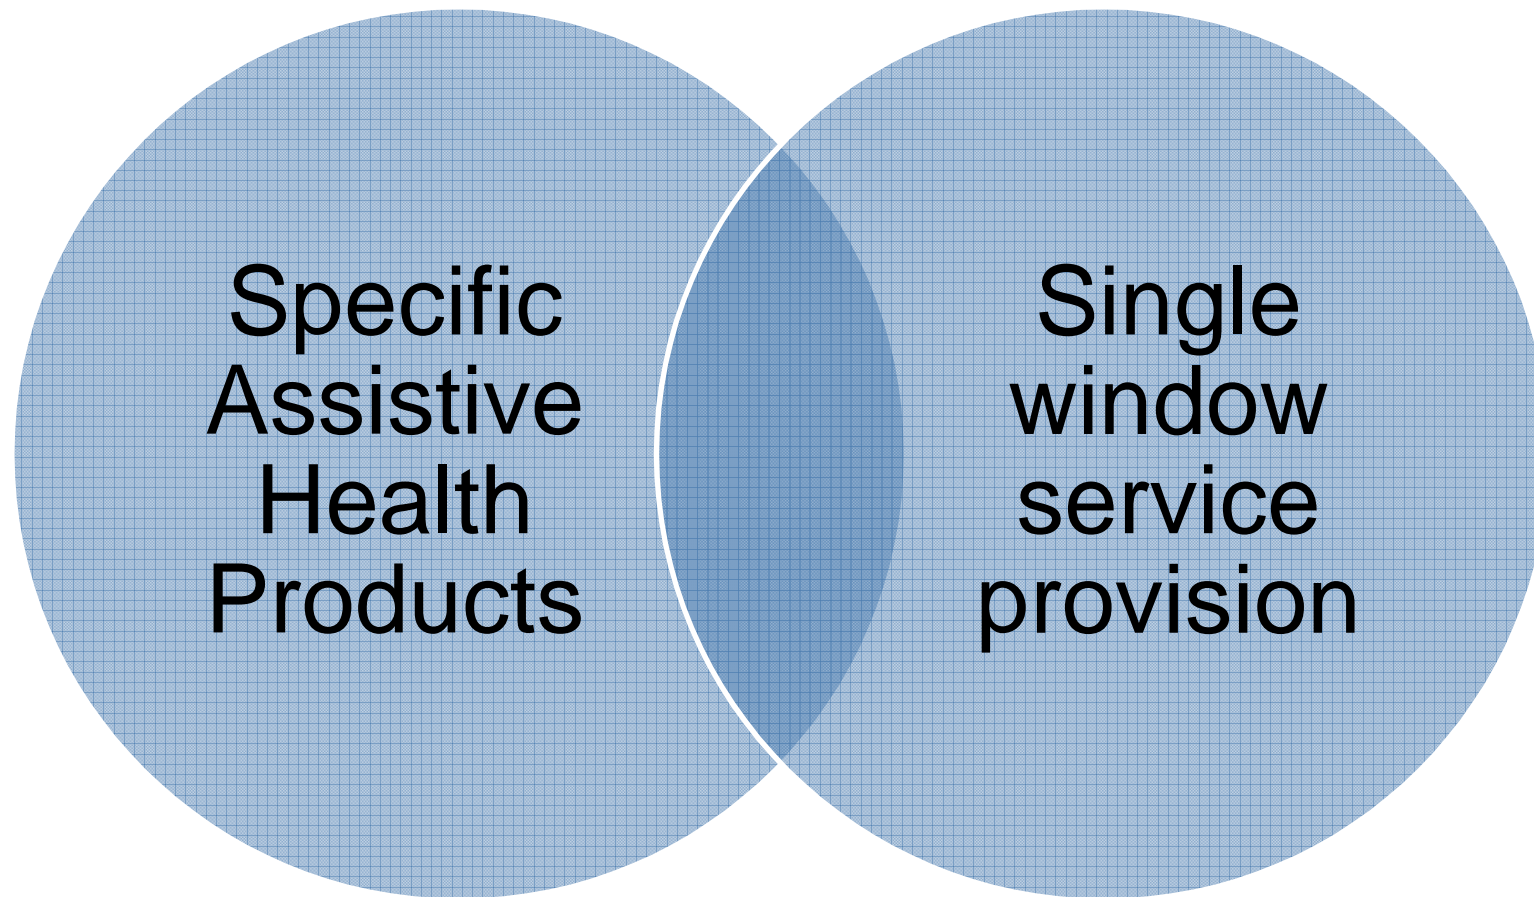 Specific
Assistive
Health
Products
Single
window
service
provision